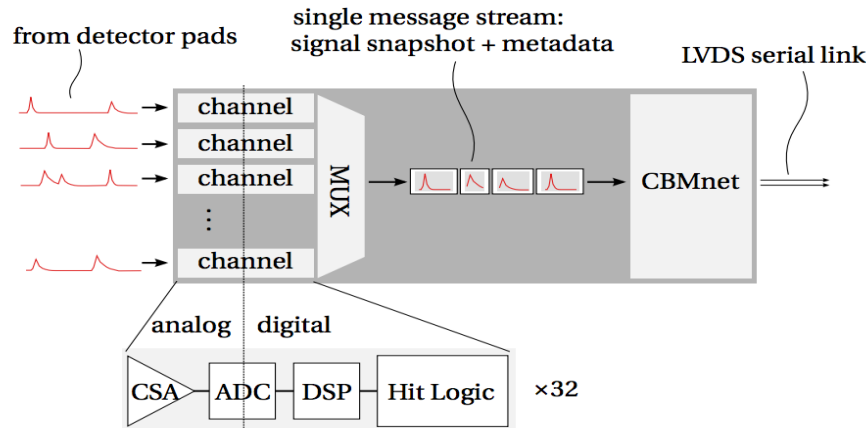 single message stream:
signal snapshot + metadata
from detector pads
LVDS serial link
channel
channel
channel
...
channel
MUX
CBMnet
analog digital
CSA ADC DSP Hit Logic ×32